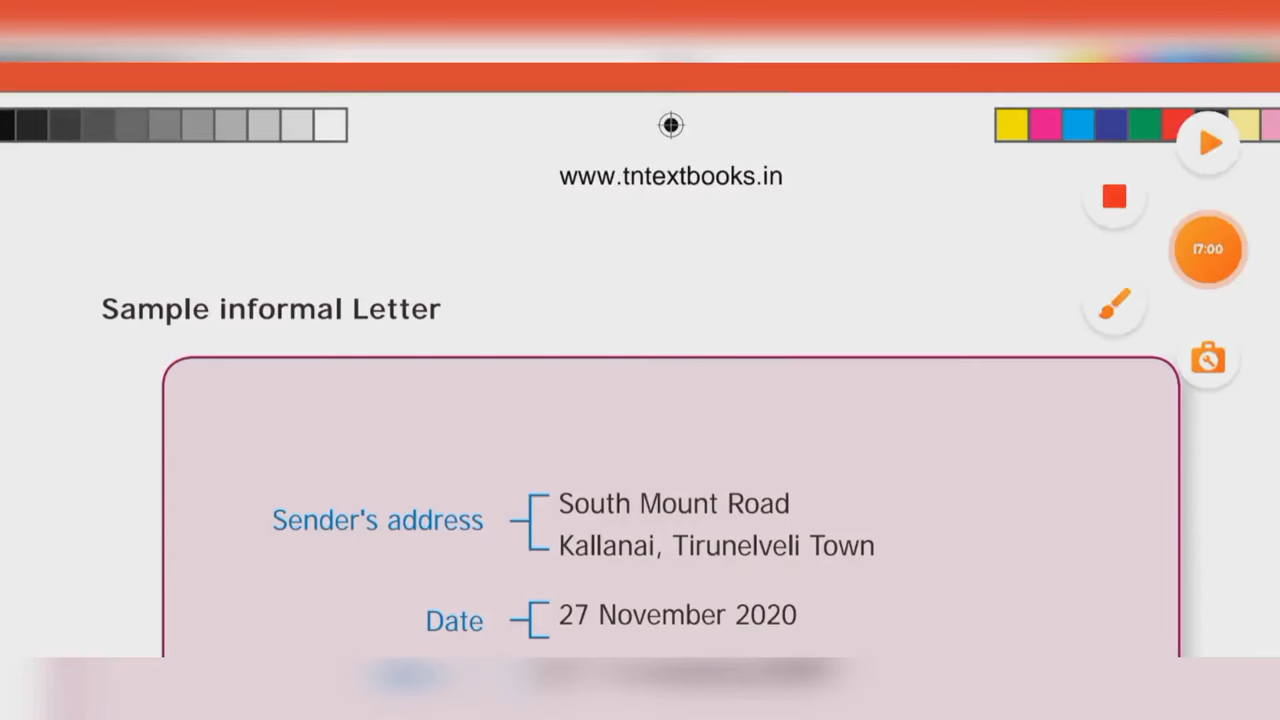 www.tntextbooks.in
17:00
Sample informal Letter
Sender's address South Mount Road
Kallanai, Tirunelveli Town
Date 27 November 2020